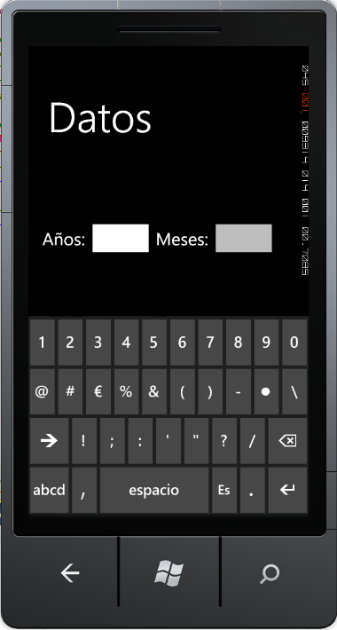 Datos
Años: Meses:
1 2 3 4 5 6 7 8 9 0
@ # € % & ( ) - \
! ; : ' " ? /
abcd , espacio Es .